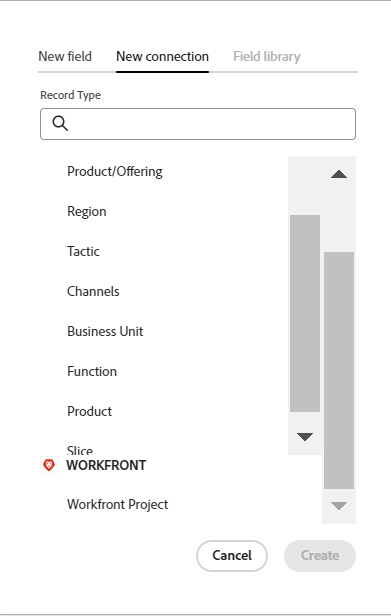 New field New connection Field library
Record Type
Product/Offering
Region
Tactic
Channels
Business Unit
Function
Product
Slice
WORKFRONT
Workfront Project
Cancel Create